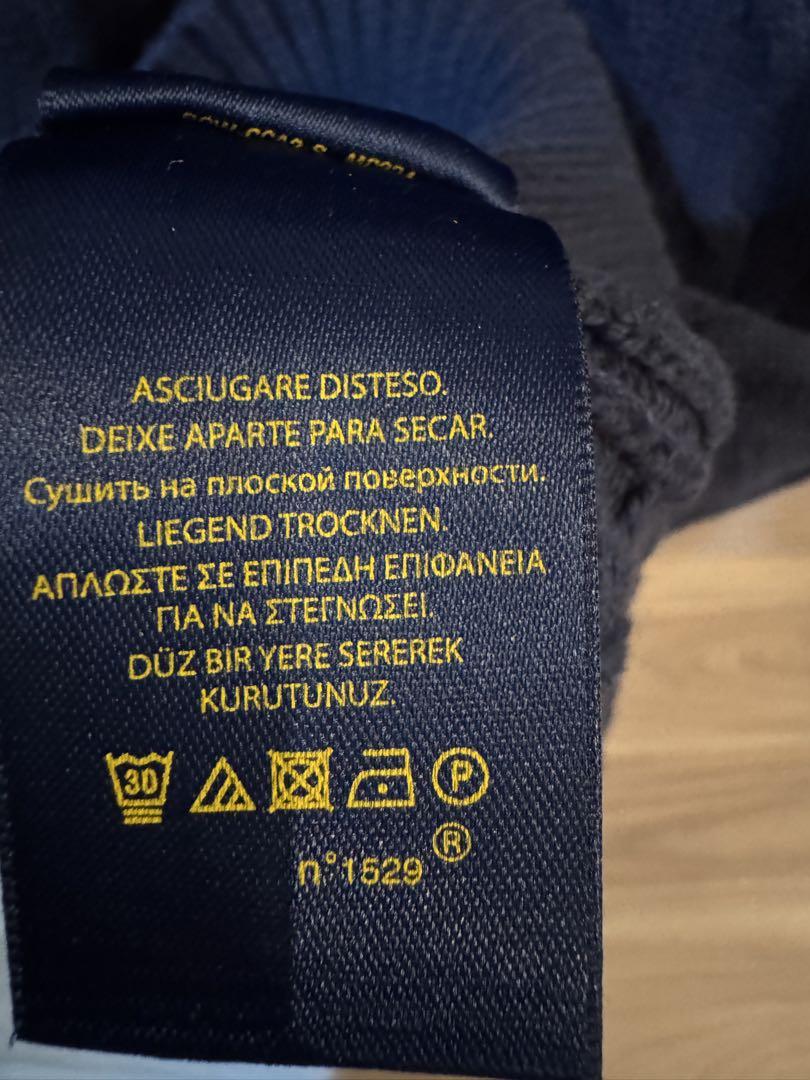 ASCIUGARE DISTESO.
DEIXE APARTE PARA SECAR.
Сушить на плоской поверхности.
LIEGEND TROCKNEN.
ΑΠΛΩΣΤΕ ΣΕ ΕΠΙΠΕΔΗ ΕΠΙΦΑΝΕΙΑ
ΓΙΑ ΝΑ ΣΤΕΓΝΩΣΕΙ.
DÜZ BIR YERE SEREREK
KURUTUNUZ.
30 P
n°1529 ®